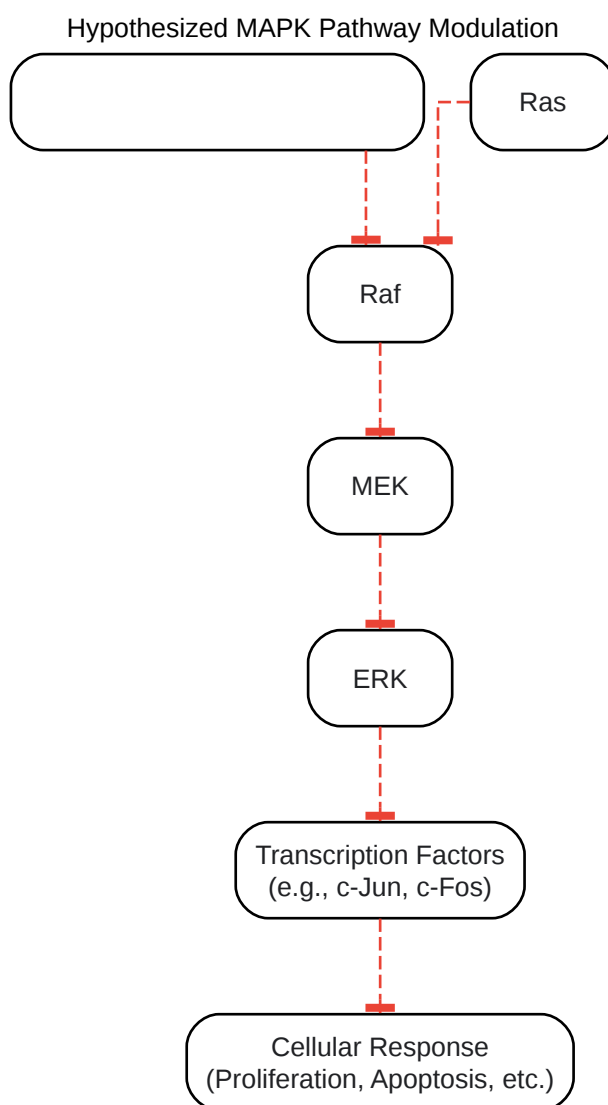 Hypothesized MAPK Pathway Modulation
Ras
Raf
MEK
ERK
Transcription Factors
(e.g., c-Jun, c-Fos)
Cellular Response
(Proliferation, Apoptosis, etc.)